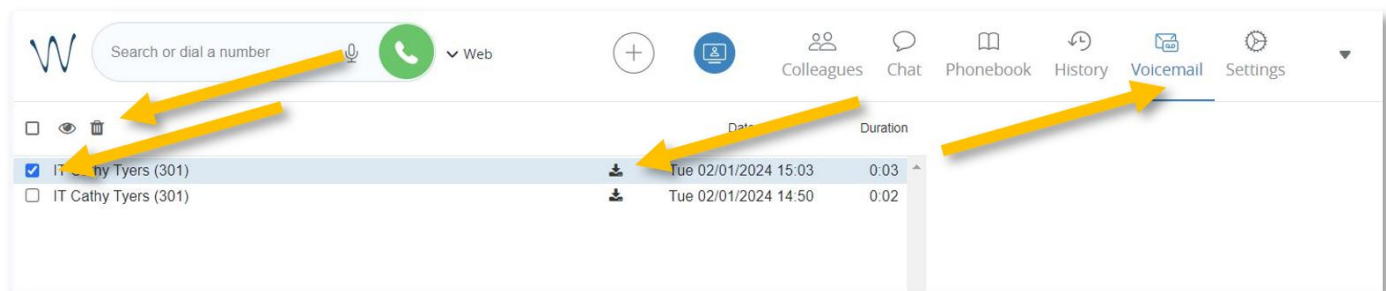 W
Search or dial a number
Web
Colleagues Chat Phonebook History Voicemail Settings
Duration
IT Cathy Tyers (301) Tue 02/01/2024 15:03 0:03
IT Cathy Tyers (301) Tue 02/01/2024 14:50 0:02